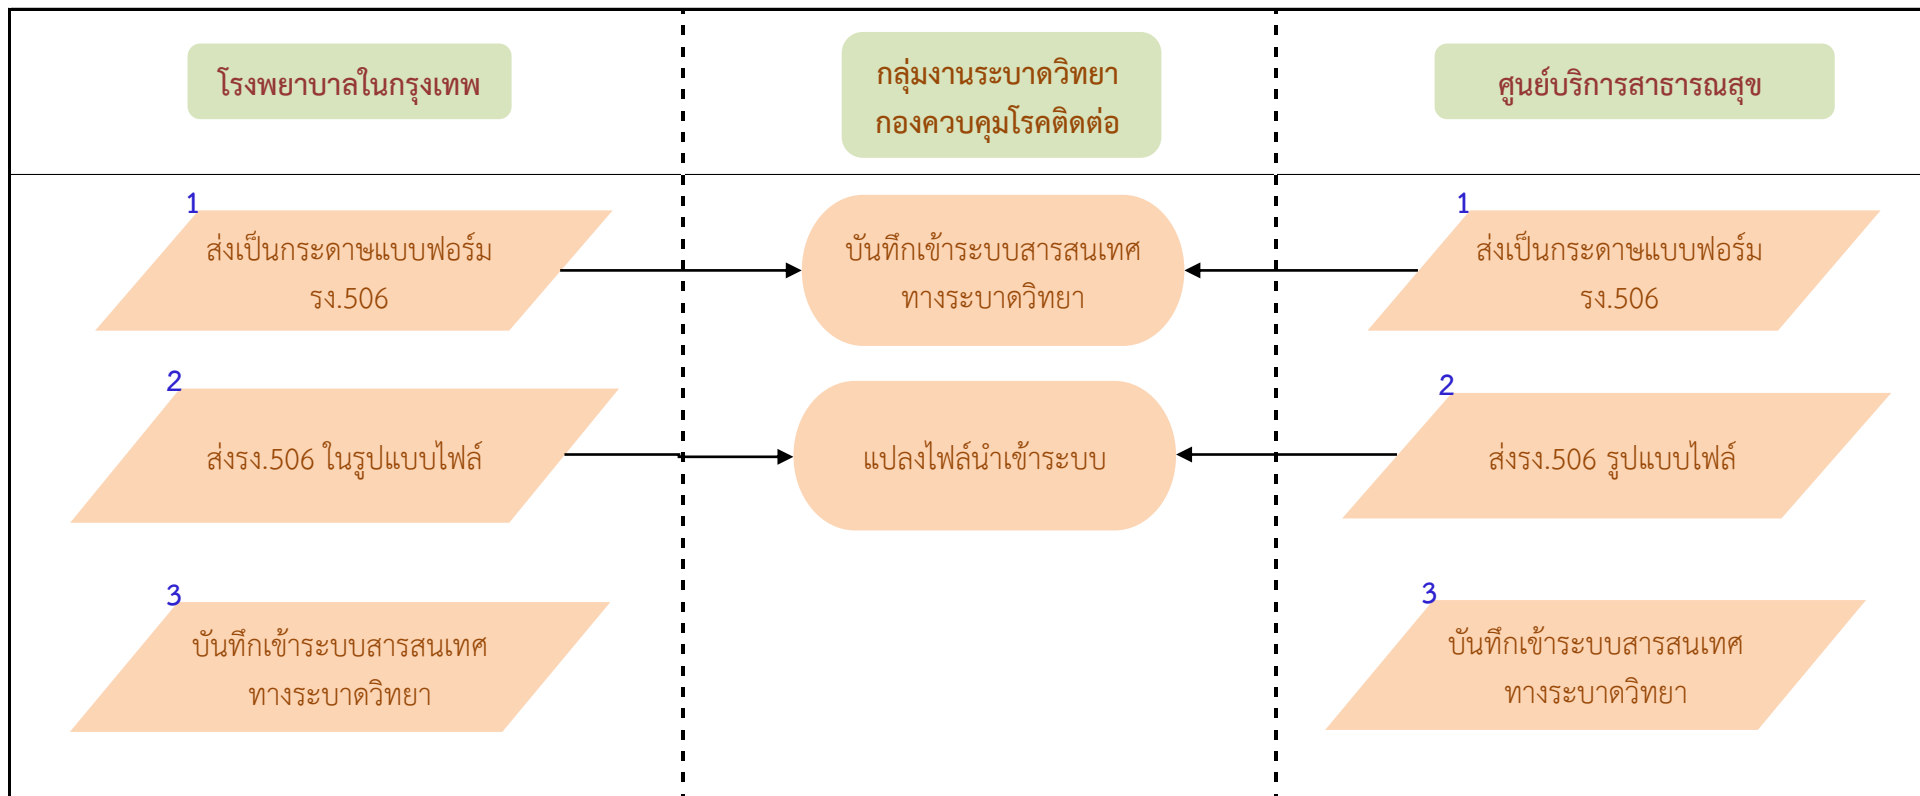 โรงพยาบาลในกรุงเทพ
กลุ่มงานระบาดวิทยา
กองควบคุมโรคติดต่อ
ศูนย์บริการสาธารณสุข
1
ส่งเป็นกระดาษแบบฟอร์ม
รง.506
บันทึกเข้าระบบสารสนเทศ
ทางระบาดวิทยา
1
ส่งเป็นกระดาษแบบฟอร์ม
รง.506
2
ส่งรง.506 ในรูปแบบไฟล์
แปลงไฟล์นำเข้าระบบ
2
ส่งรง.506 รูปแบบไฟล์
3
บันทึกเข้าระบบสารสนเทศ
ทางระบาดวิทยา
3
บันทึกเข้าระบบสารสนเทศ
ทางระบาดวิทยา